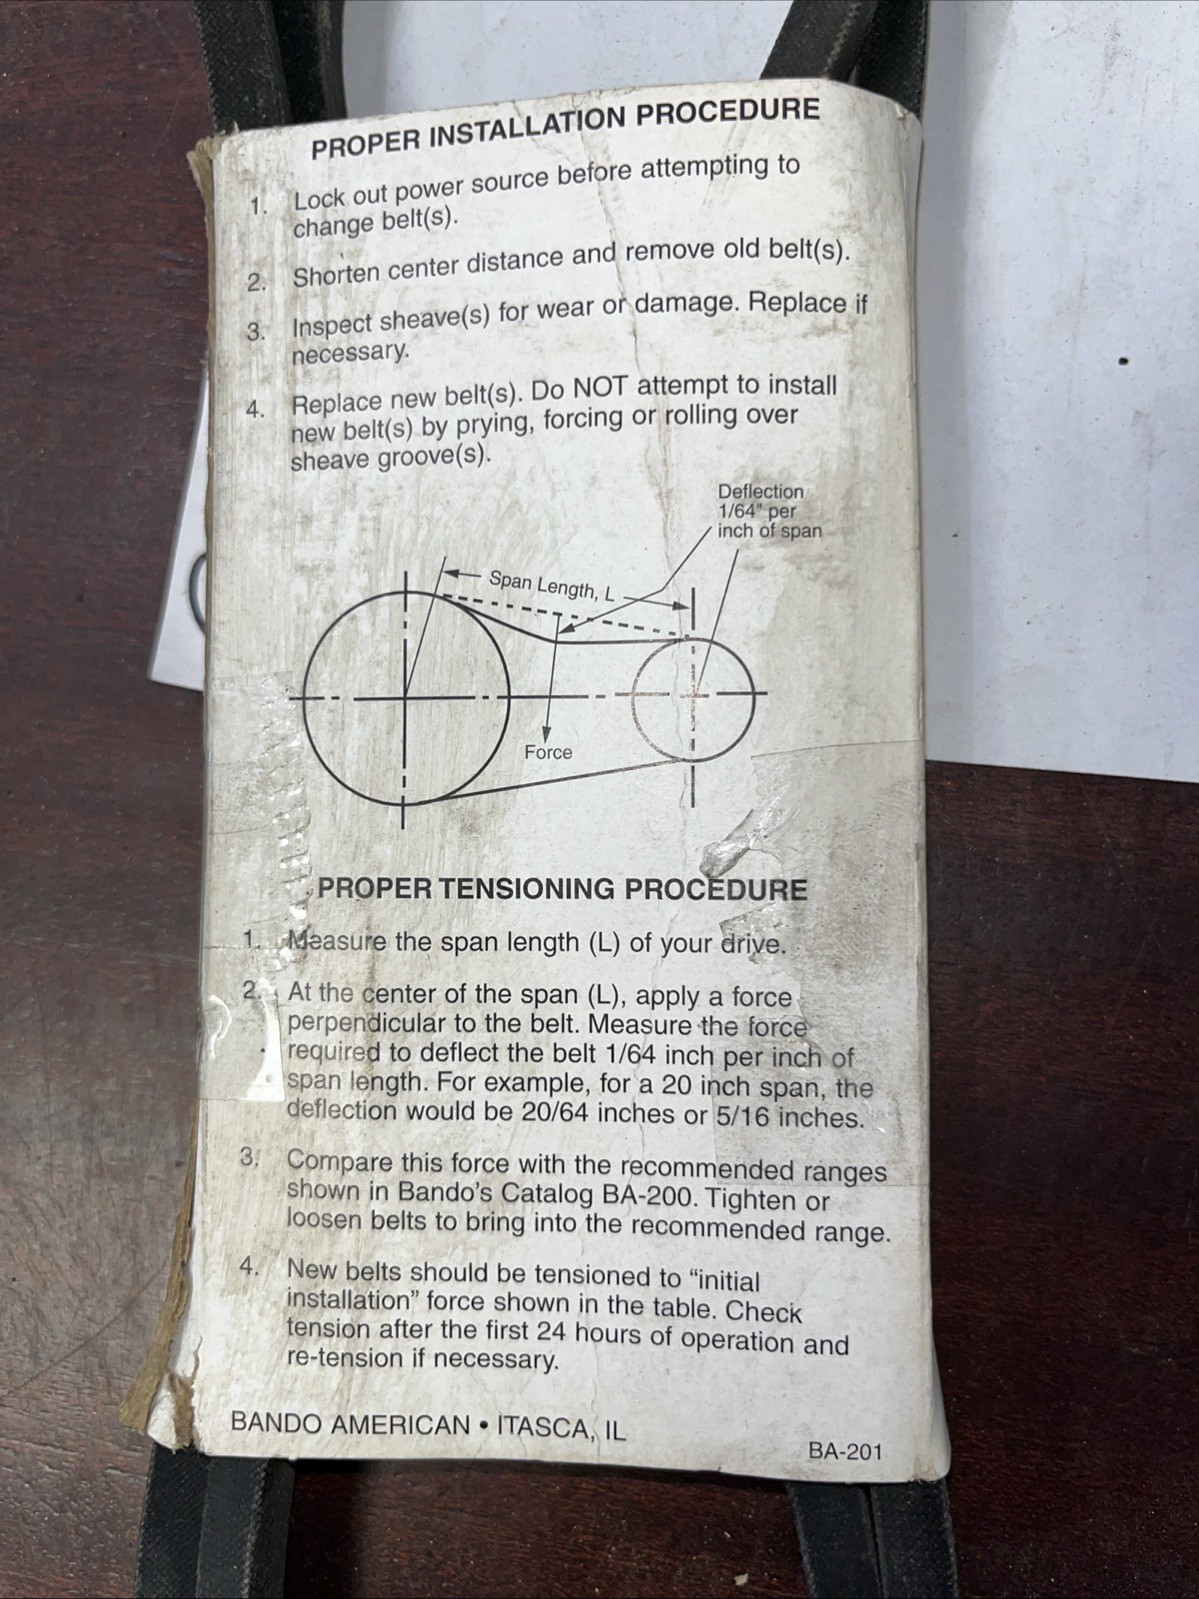 PROPER INSTALLATION PROCEDURE
1. Lock out power source before attempting to
change belt(s).
2. Shorten center distance and remove old belt(s).
3. Inspect sheave(s) for wear or damage. Replace if
necessary.
4. Replace new belt(s). Do NOT attempt to install
new belt(s) by prying, forcing or rolling over
sheave groove(s).
Deflection
1/64" per
inch of span
Span Length, L
Force
PROPER TENSIONING PROCEDURE
1. Measure the span length (L) of your drive.
2. At the center of the span (L), apply a force
perpendicular to the belt. Measure the force
required to deflect the belt 1/64 inch per inch of
span length. For example, for a 20 inch span, the
deflection would be 20/64 inches or 5/16 inches.
3. Compare this force with the recommended ranges
shown in Bando's Catalog BA-200. Tighten or
loosen belts to bring into the recommended range.
4. New belts should be tensioned to "initial
installation" force shown in the table. Check
tension after the first 24 hours of operation and
re-tension if necessary.
BANDO AMERICAN • ITASCA, IL
BA-201